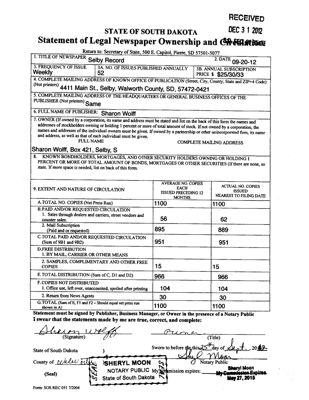 RECEIVED
DEC 31 2012
STATE OF SOUTH DAKOTA
Statement of Legal Newspaper Ownership and
Return to: Secretary of State, 500 E. Capitol, Pierre, SD 57501-5077
1. TITLE OF NEWSPAPER Selby Record
2. DATE 09-20-12
3. FREQUENCY OF ISSUE
Weekly
3A. NO. OF ISSUES PUBLISHED ANNUALLY
52
3B. ANNUAL SUBSCRIPTION
PRICE $ $25/30/33
4. COMPLETE MAILING ADDRESS OF KNOWN OFFICE OF PUBLICATION (Street, City, County, State and ZIP+4 Code)
(Not printers) 4411 Main St., Selby, Walworth County, SD, 57472-0421
5. COMPLETE MAILING ADDRESS OF THE HEADQUARTERS OR GENERAL BUSINESS OFFICES OF THE
PUBLISHER (Not printers) Same
6. FULL NAME OF PUBLISHER: Sharon Wolff
7. OWNER (If owned by a corporation, its name and address must be stated and list on the back of this form the names and
addresses of stockholders owning or holding 1 percent or more of total amount of stock. If not owned by a corporation, the
names and addresses of the individual owners must be given. If owned by a partnership or other unincorporated firm, its name
and address, as well as that of each individual must be given.
FULL NAME COMPLETE MAILING ADDRESS
Sharon Wolff, Box 421, Selby, S
8. KNOWN BONDHOLDERS, MORTGAGES, AND OTHER SECURITY HOLDERS OWNING OR HOLDING 1
PERCENT OR MORE OF TOTAL AMOUNT OF BONDS, MORTGAGES OR OTHER SECURITIES (If there are none, so
state. If more space is needed, list on back of this form.
9. EXTENT AND NATURE OF CIRCULATION
AVERAGE NO. COPIES
EACH
ISSUED PRECEDING 12
MONTHS
ACTUAL NO. COPIES
ISSUED
NEAREST TO FILING DATE
A. TOTAL NO. COPIES (Net Press Run) 1100 1100
B. PAID AND/OR REQUESTED CIRCULATION
1. Sales through dealers and carriers, street vendors and
counter sales. 56 62
2. Mail Subscription
(Paid and/or requested) 895 889
C. TOTAL PAID AND/OR REQUESTED CIRCULATION
(Sum of 9B1 and 9B2) 951 951
D. FREE DISTRIBUTION
1. BY MAIL, CARRIER OR OTHER MEANS
2. SAMPLES, COMPLIMENTARY AND OTHER FREE
COPIES 15 15
E. TOTAL DISTRIBUTION (Sum of C, D1 and D2) 966 966
F. COPIES NOT DISTRIBUTED
1. Office use, left over, unaccounted, spoiled after printing 104 104
2. Return from News Agents 30 30
G. TOTAL (Sum of E, F1 and F2 - Should equal net press run
shown in A) 1100 1100
Statement must be signed by Publisher, Business Manager, or Owner in the presence of a Notary Public
I swear that the statements made by me are true, correct, and complete:
Sharon Wolff Owner
(Signature) (Title)
State of South Dakota
Sworn to before me this 25 day of Sept, 2012.
Sheryl Moon
Notary Public
County of
(Seal)
SHERYL MOON
NOTARY PUBLIC
State of South Dakota
My Commission expires:
Sheryl Moon
My Commission Expires
May 27, 2015
Form: SOS REC 051 7/2004